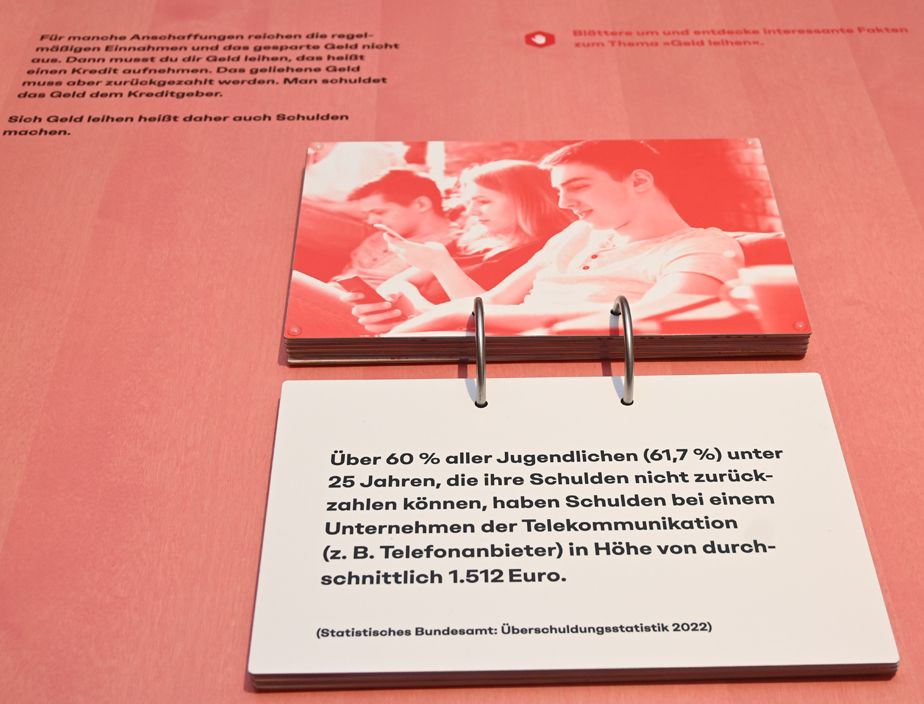 Für manche Anschaffungen reichen die regel-
mäßigen Einnahmen und das gesparte Geld nicht
aus. Dann musst du dir Geld leihen, das heißt
einen Kredit aufnehmen. Das geliehene Geld
muss aber zurückgezahlt werden. Man schuldet
das Geld dem Kreditgeber.
Sich Geld leihen heißt daher auch Schulden
machen.
Blättere um und entdecke interessante Fakten
zum Thema »Geld leihen«.
Über 60 % aller Jugendlichen (61,7 %) unter
25 Jahren, die ihre Schulden nicht zurück-
zahlen können, haben Schulden bei einem
Unternehmen der Telekommunikation
(z. B. Telefonanbieter) in Höhe von durch-
schnittlich 1.512 Euro.
(Statistisches Bundesamt: Überschuldungsstatistik 2022)